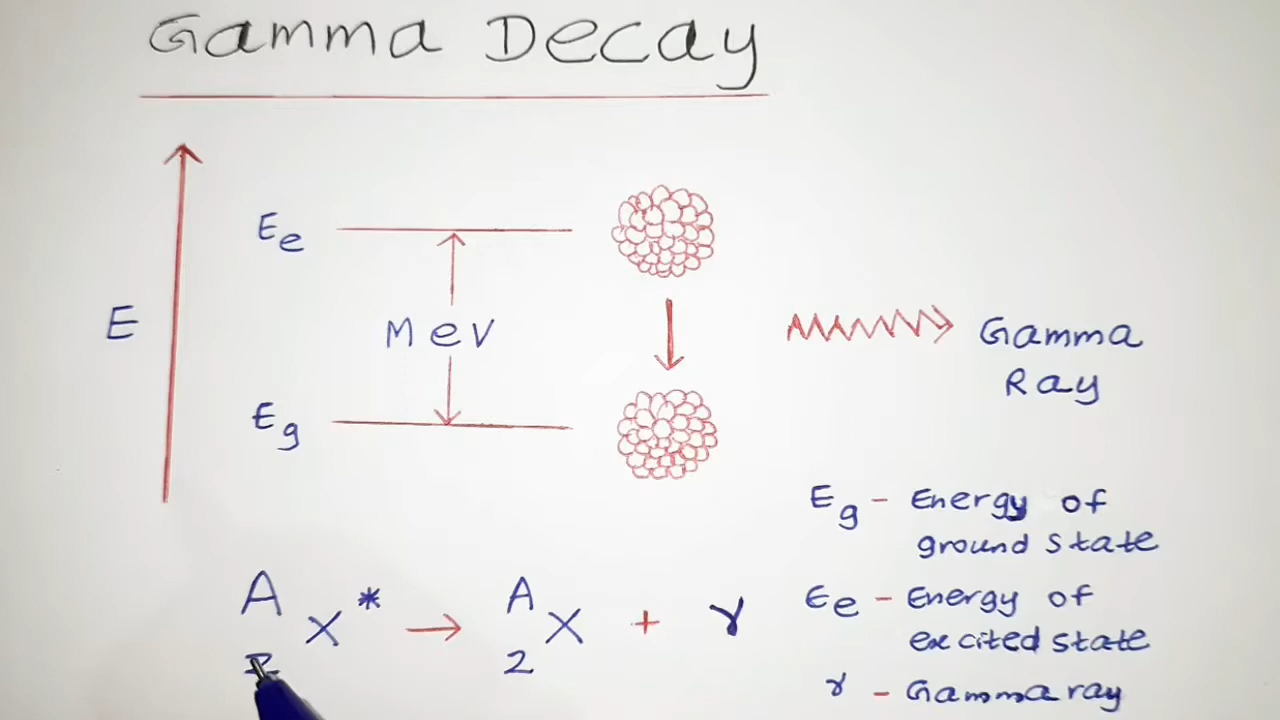 Gamma Decay
E
Ee
MeV
Eg
Gamma
Ray
Eg - Energy of
ground state
Ee - Energy of
excited state
γ - Gamma ray
A
Z X* → A
Z X + γ